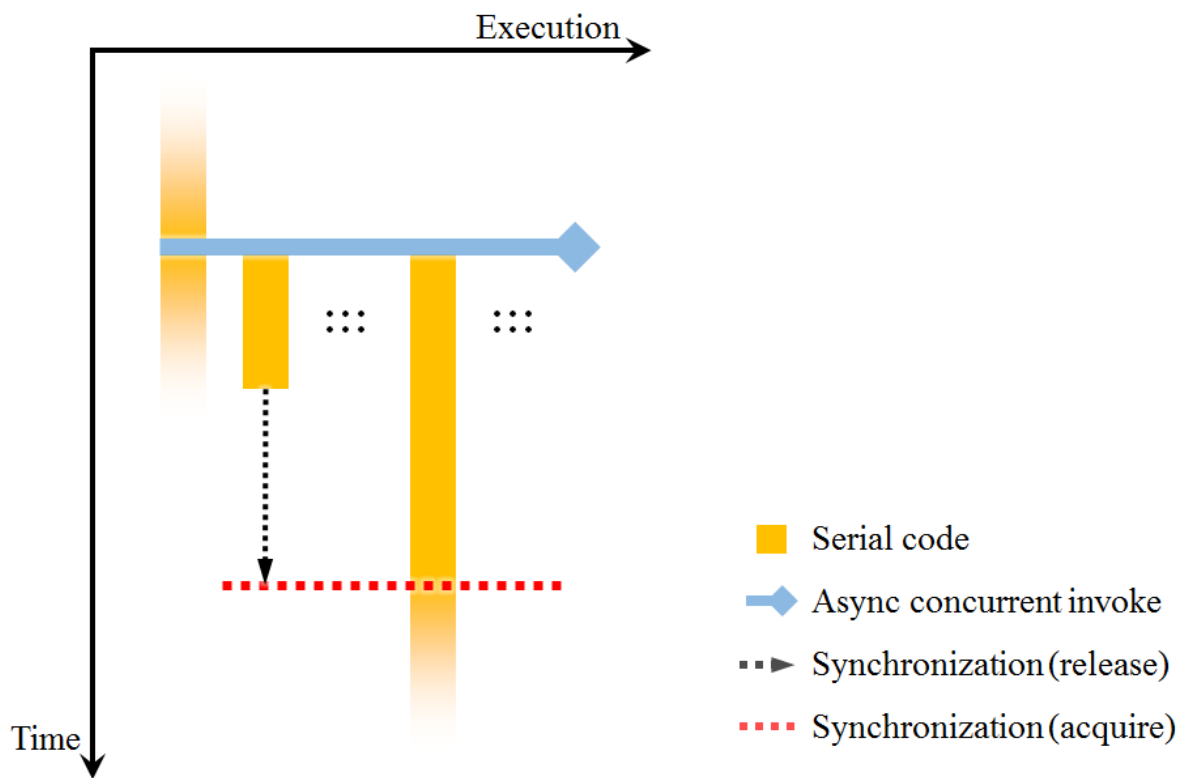 Execution
Serial code
Async concurrent invoke
Synchronization (release)
Synchronization (acquire)
Time